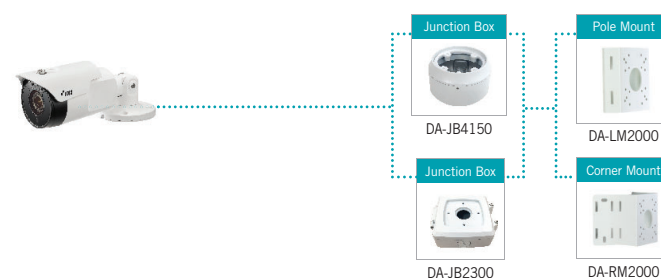 Junction Box
Pole Mount
DA-JB4150
DA-LM2000
Junction Box
Corner Mount
DA-JB2300
DA-RM2000